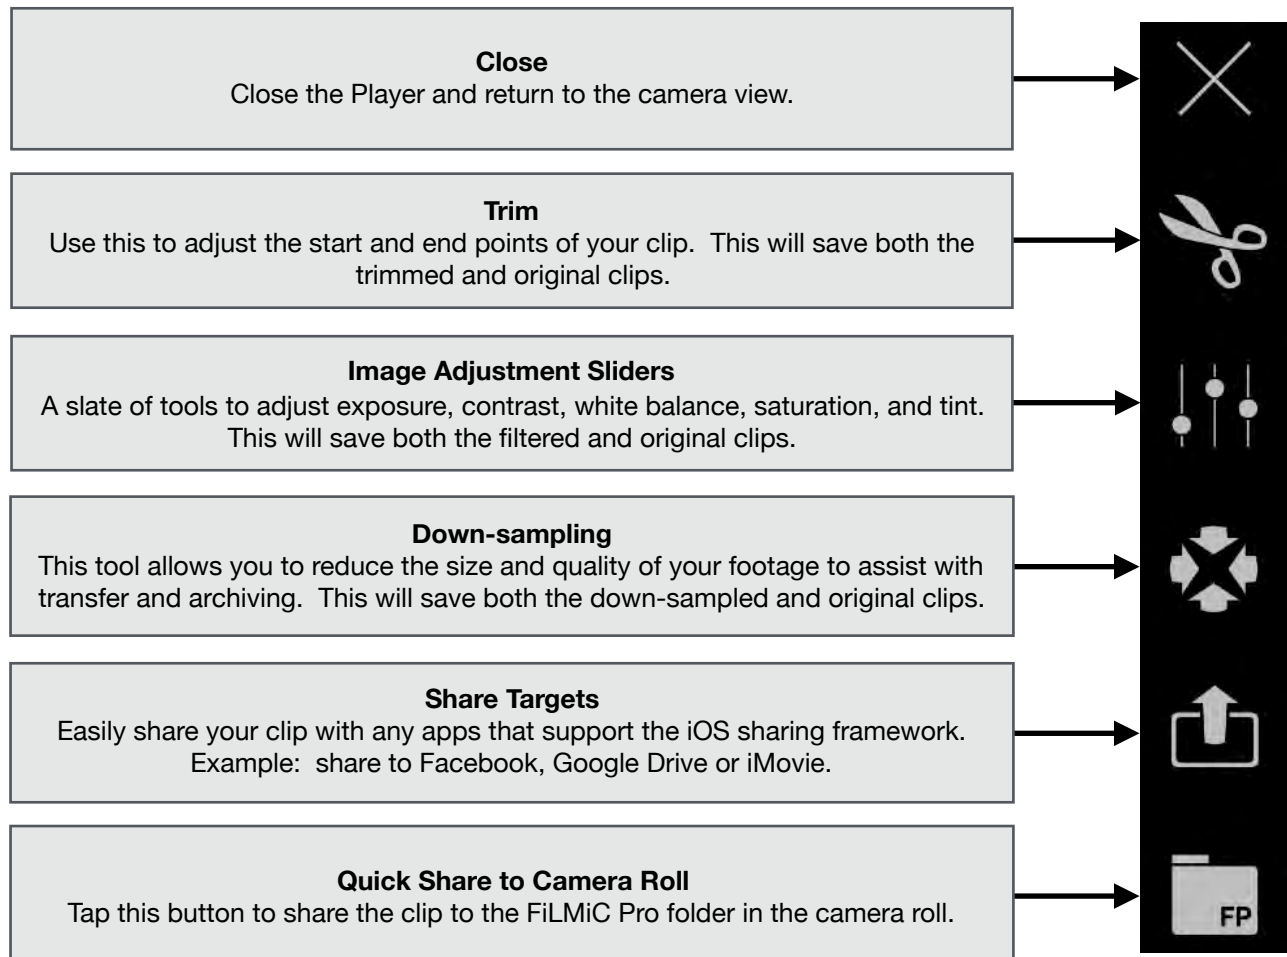 Close
Close the Player and return to the camera view.
Trim
Use this to adjust the start and end points of your clip.  This will save both the
trimmed and original clips.
Image Adjustment Sliders
A slate of tools to adjust exposure, contrast, white balance, saturation, and tint.
This will save both the filtered and original clips.
Down-sampling
This tool allows you to reduce the size and quality of your footage to assist with
transfer and archiving.  This will save both the down-sampled and original clips.
Share Targets
Easily share your clip with any apps that support the iOS sharing framework.
Example:  share to Facebook, Google Drive or iMovie.
Quick Share to Camera Roll
Tap this button to share the clip to the FiLMiC Pro folder in the camera roll.
FP